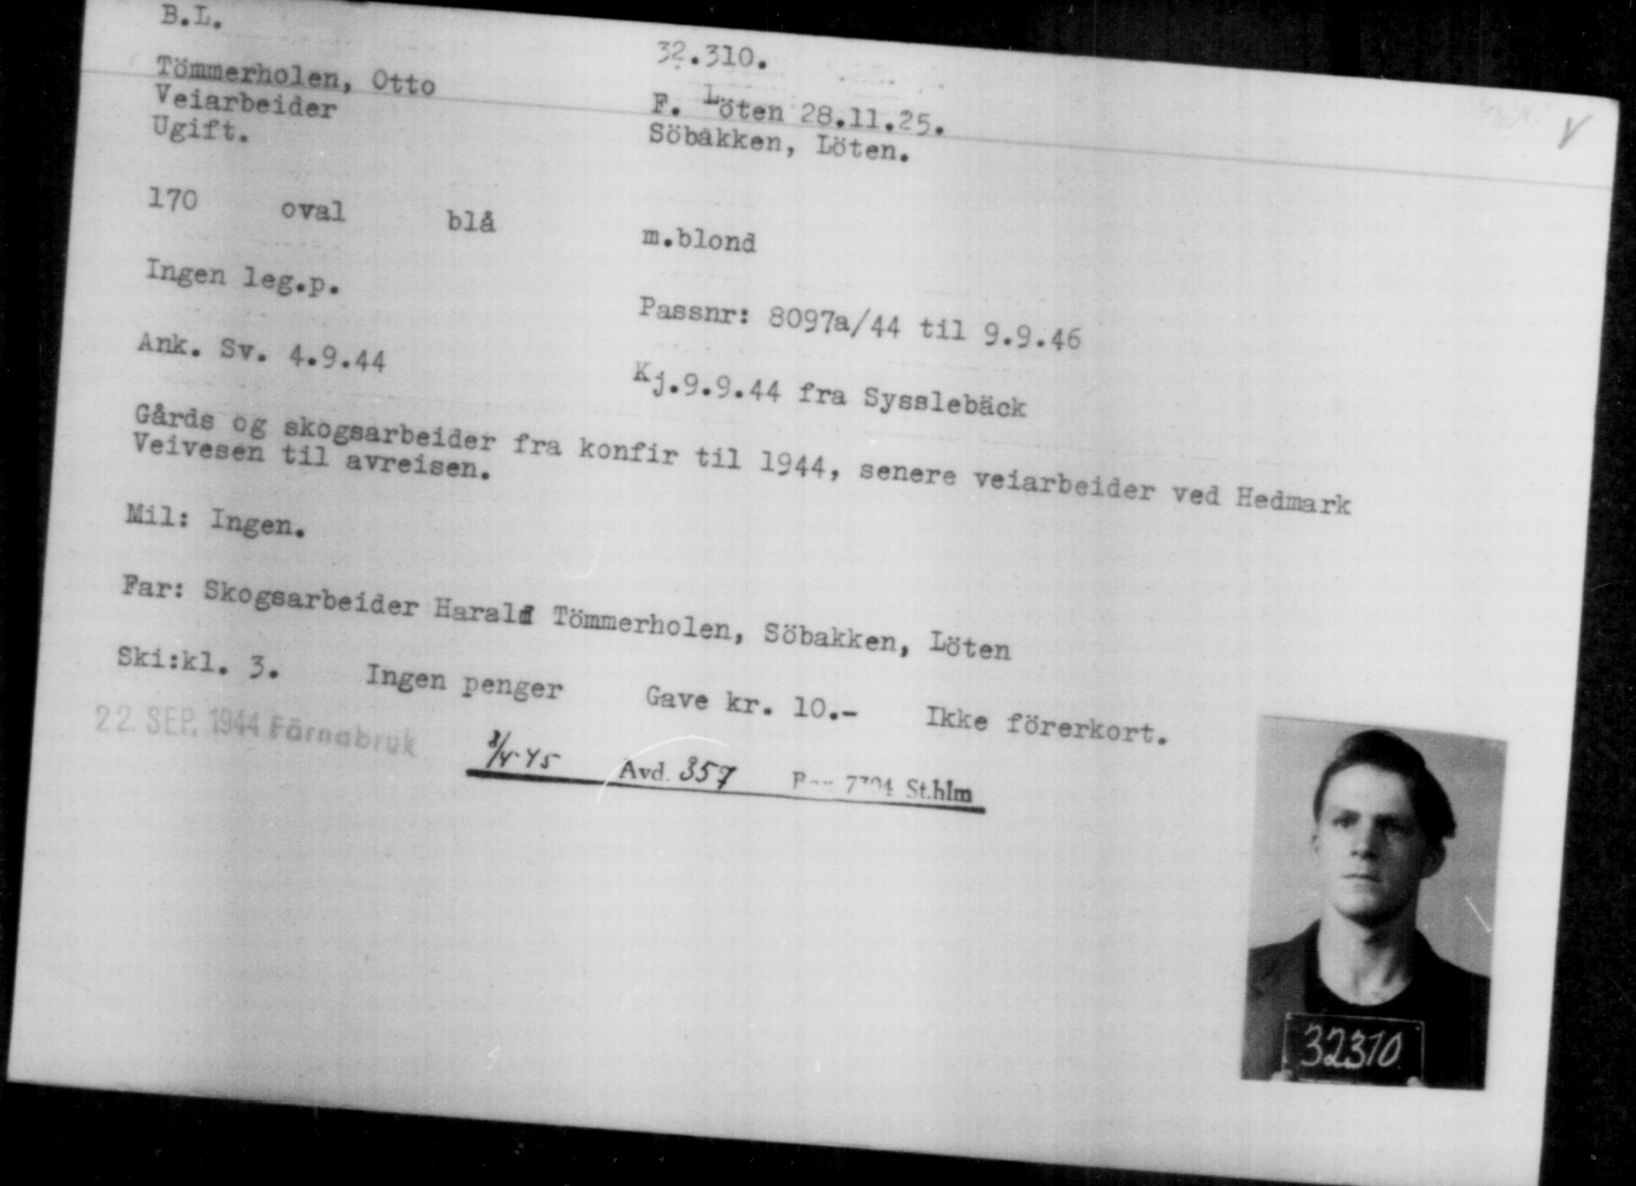 B.L.
32.310.
Tömmerholen, Otto
F. Löten 28.11.25.
Veiarbeider
Söbakken, Löten.
Ugift.
170 oval blå m.blond
Ingen leg.p.
Passnr: 8097a/44 til 9.9.46
Ank. Sv. 4.9.44
Kj.9.9.44 fra Sysslebäck
Gårds og skogsarbeider fra konfir til 1944, senere veiarbeider ved Hedmark
Veivesen til avreisen.
Mil: Ingen.
Far: Skogsarbeider Harald Tömmerholen, Söbakken, Löten
Ski:kl. 3. Ingen penger Gave kr. 10.- Ikke förerkort.
22. SEP. 1944 Färnabruk
Avd. 357 St.hlm
32310